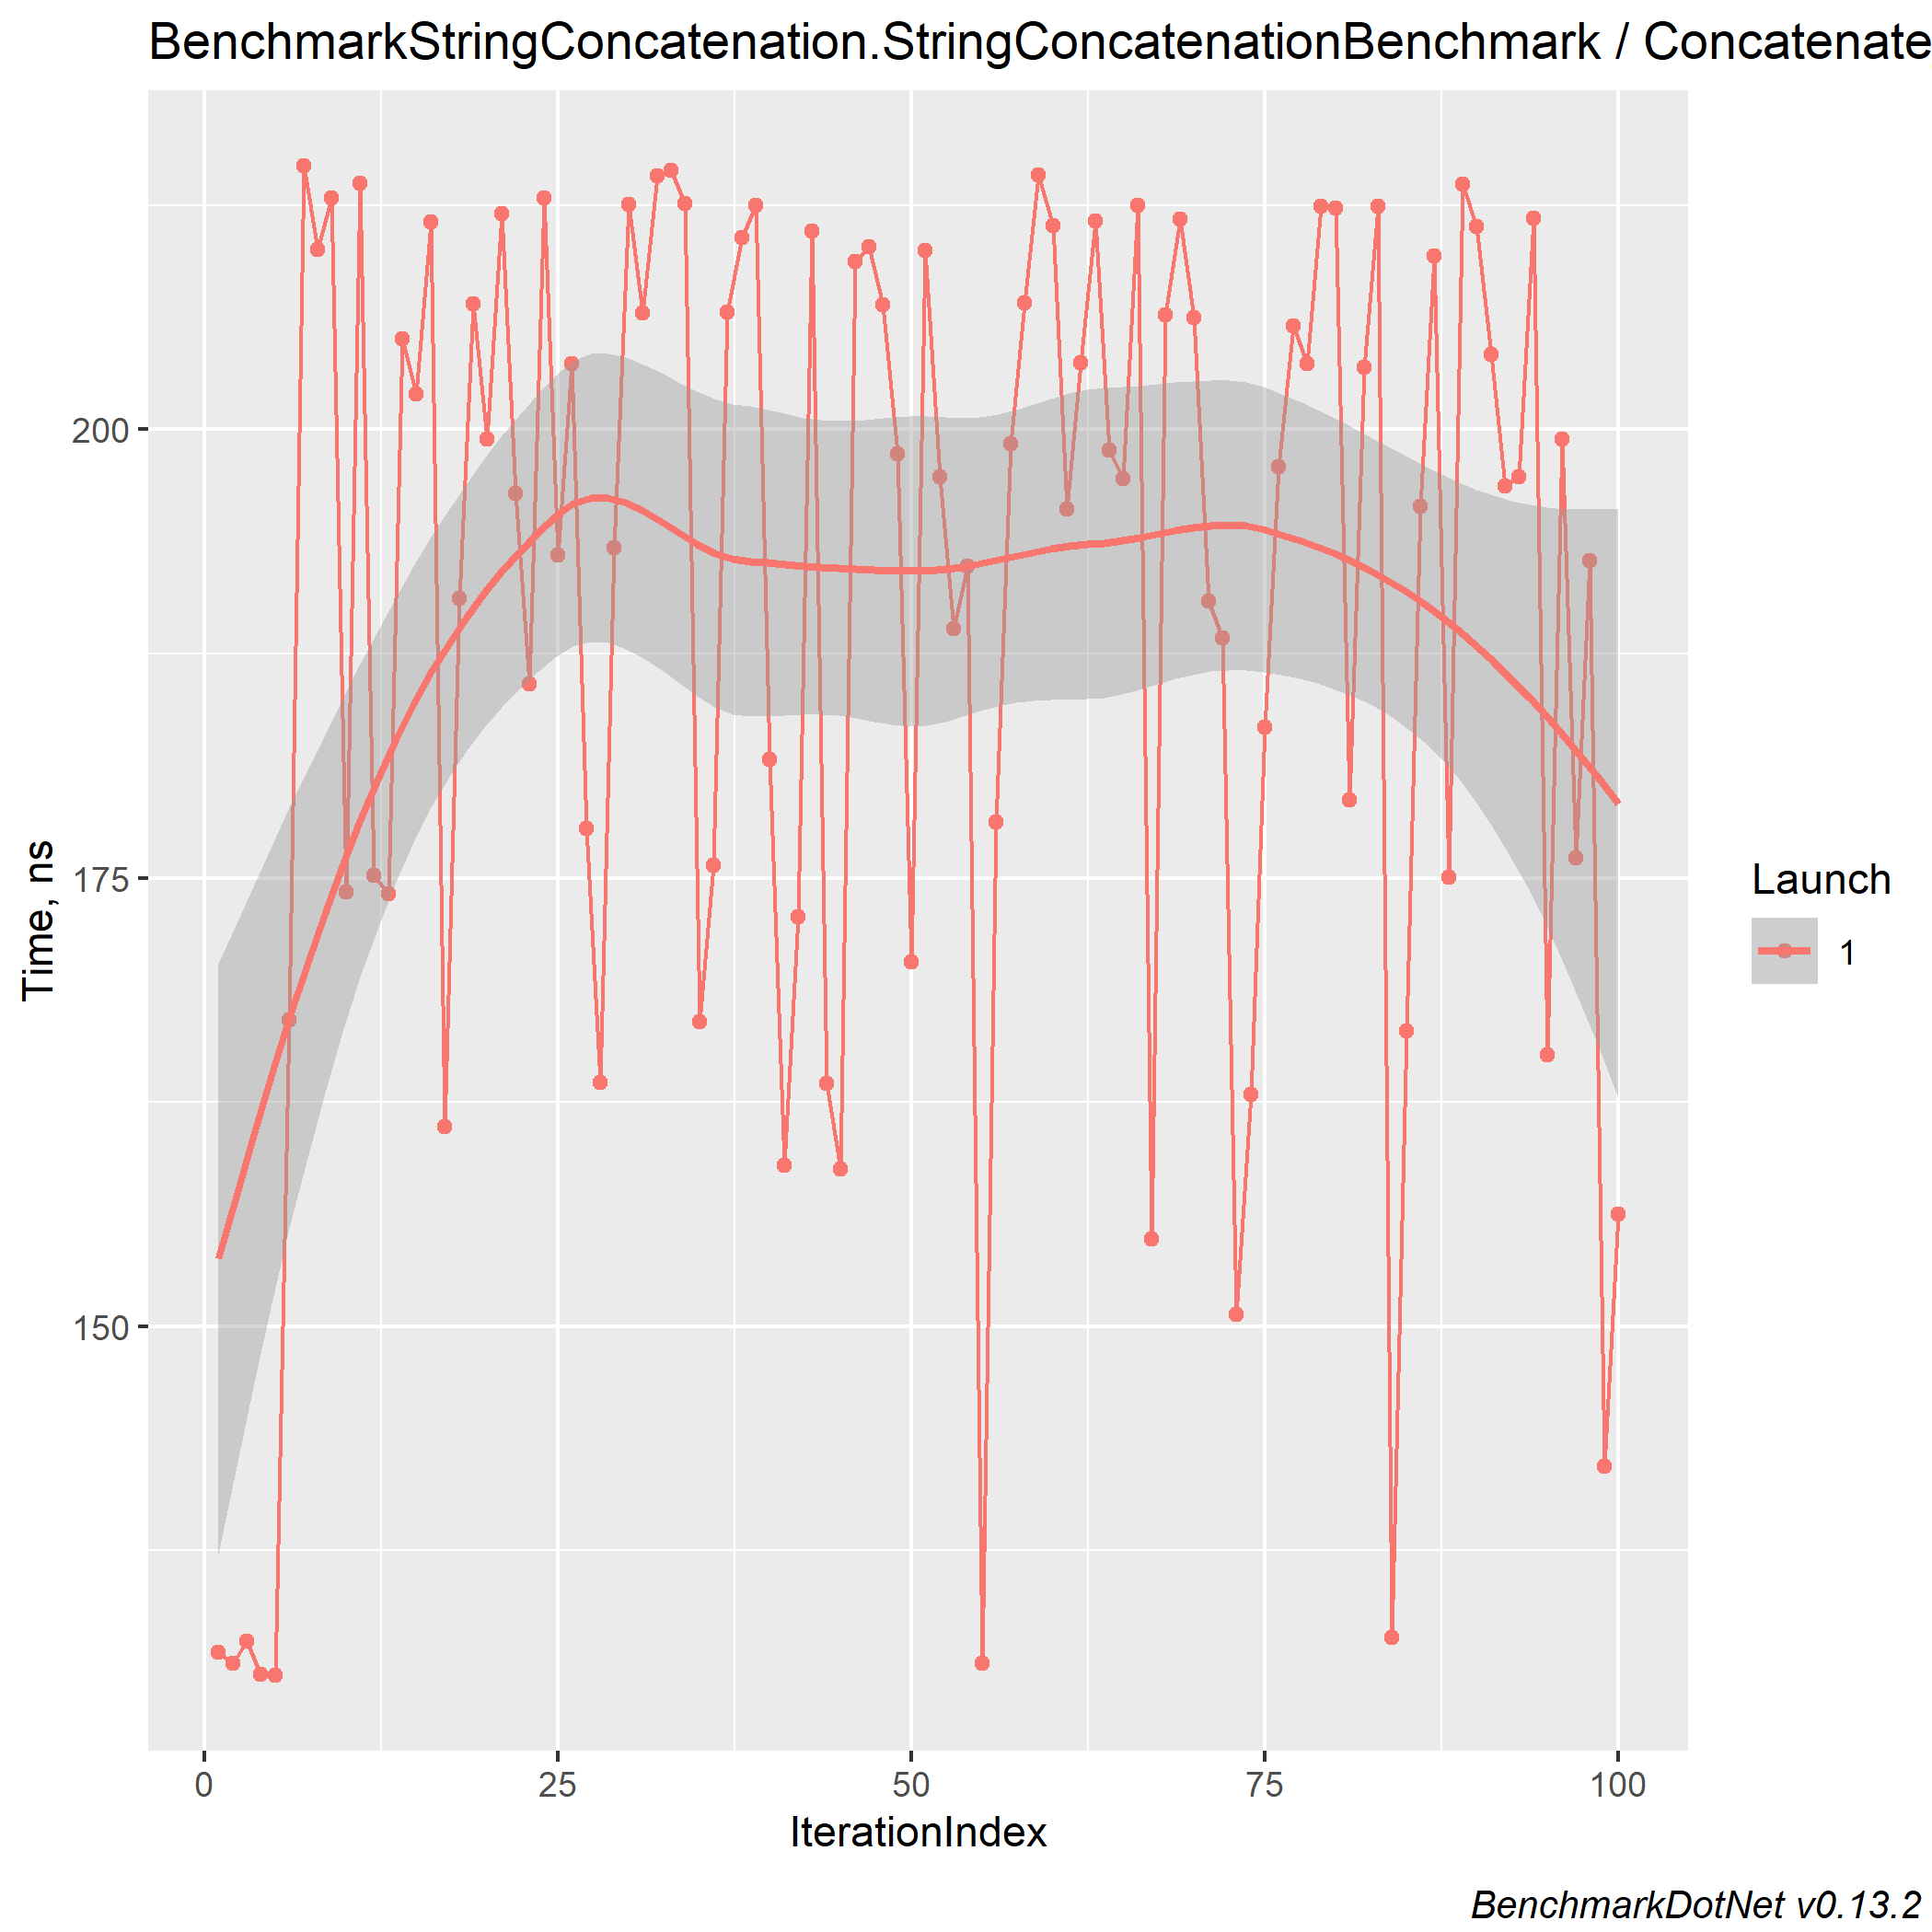 BenchmarkStringConcatenation.StringConcatenationBenchmark / Concatenate
Time, ns
200
175
150
0 25 50 75 100
IterationIndex
Launch
1
BenchmarkDotNet v0.13.2